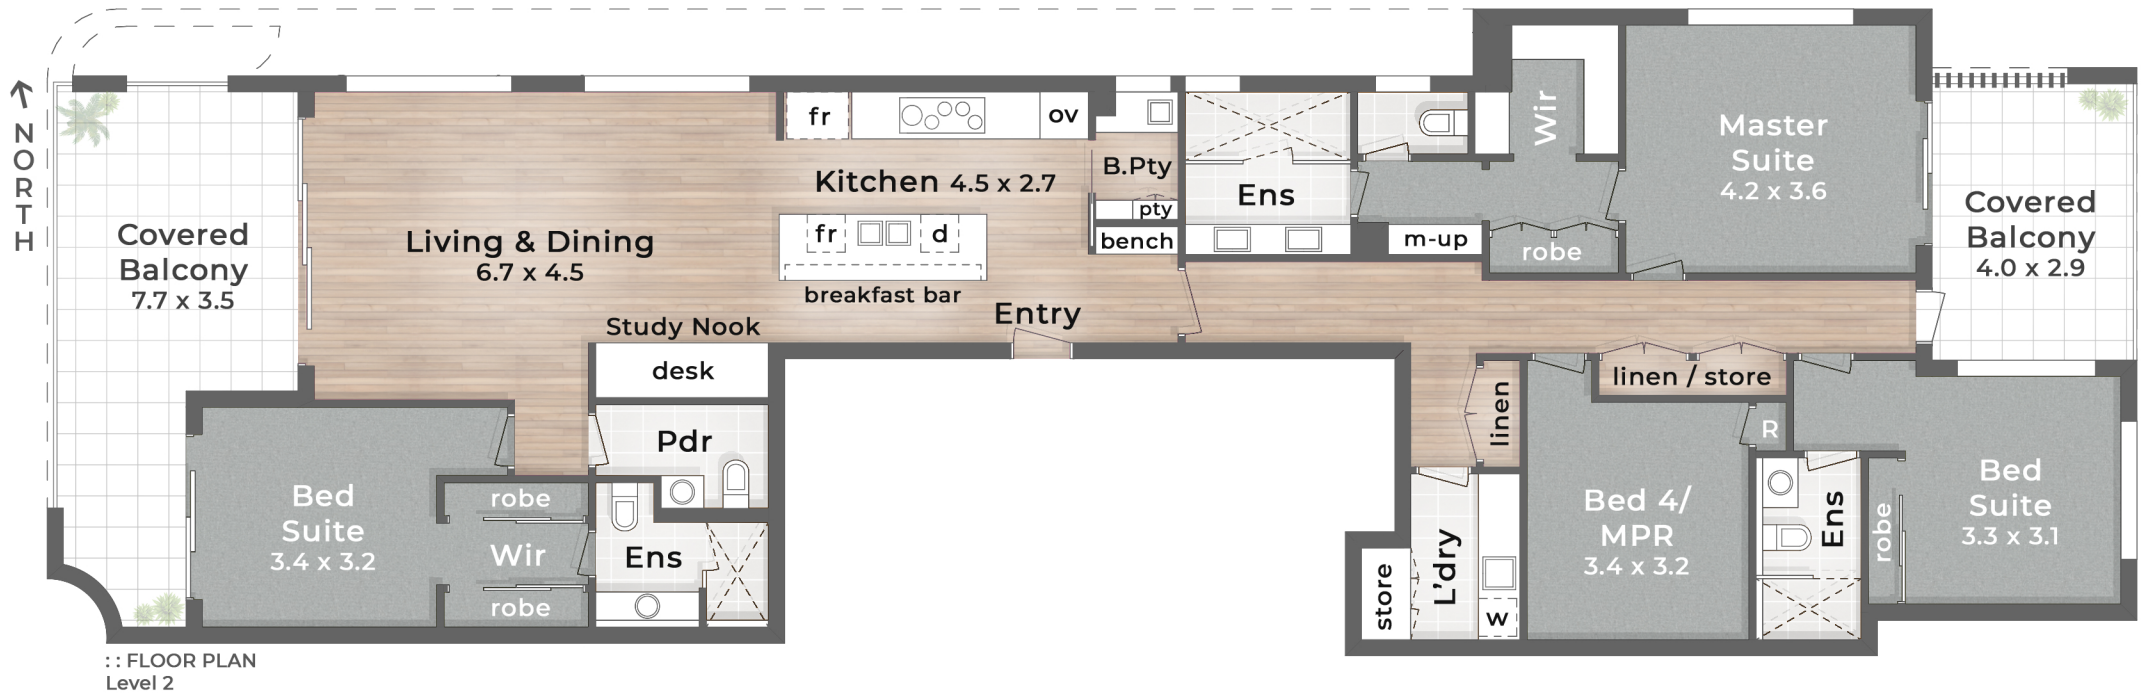 NORTH
Covered
Balcony
7.7 x 3.5
Living & Dining
6.7 x 4.5
fr
ov
Kitchen 4.5 x 2.7
fr
d
breakfast bar
B.Pty
pty
bench
Entry
Study Nook
desk
Pdr
Bed
Suite
3.4 x 3.2
robe
Wir
robe
Ens
Ens
m-up
Wir
robe
Master
Suite
4.2 x 3.6
Covered
Balcony
4.0 x 2.9
linen
linen / store
R
store
L'dry
w
Bed 4/
MPR
3.4 x 3.2
Ens
robe
Bed
Suite
3.3 x 3.1
: : FLOOR PLAN
Level 2